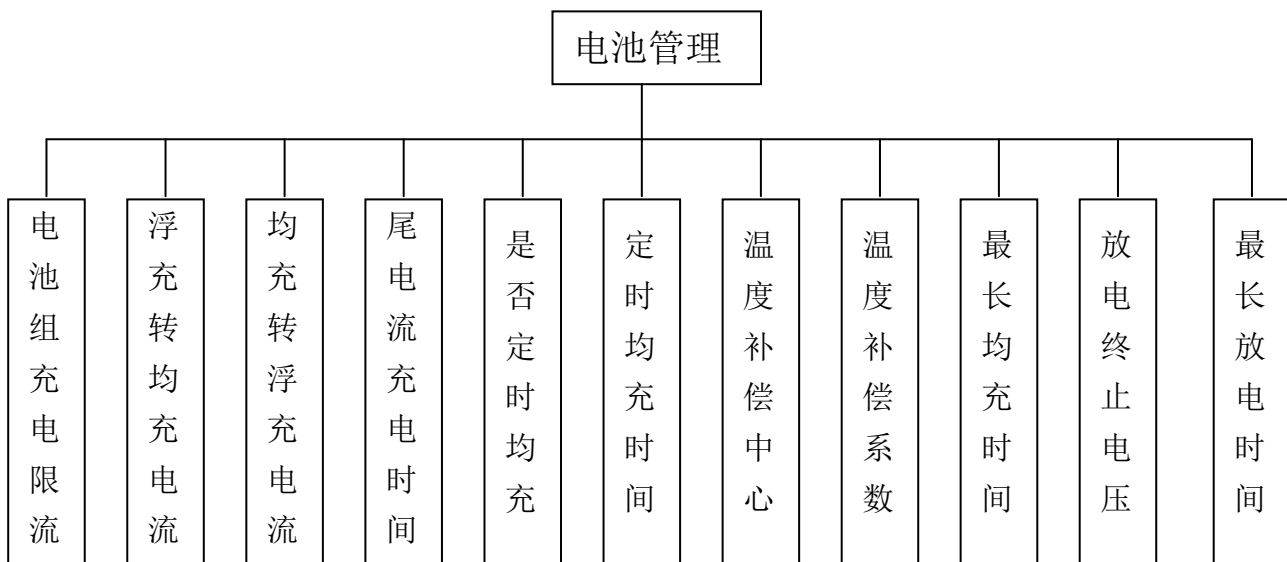 电池管理
电池组充电限流
浮充转均充电流
均充转浮充电流
尾电流充电时间
是否定时均充
定时均充时间
温度补偿中心
温度补偿系数
最长均充时间
放电终止电压
最长放电时间